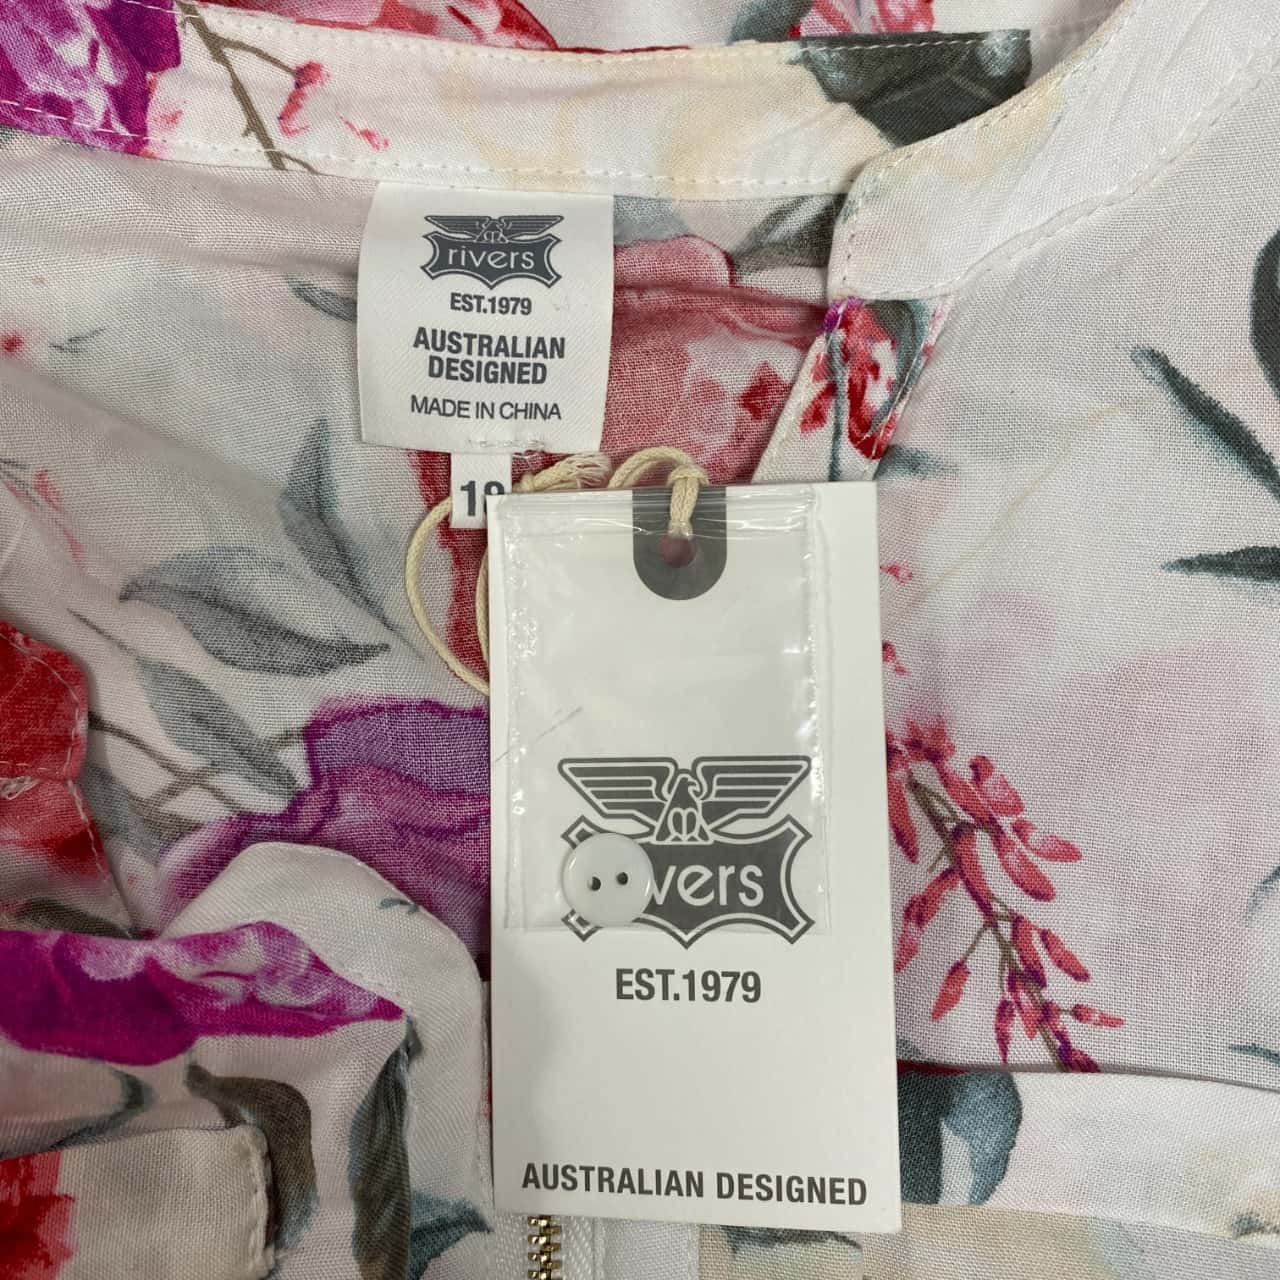 rivers
EST.1979
AUSTRALIAN
DESIGNED
MADE IN CHINA
vers
EST.1979
AUSTRALIAN DESIGNED